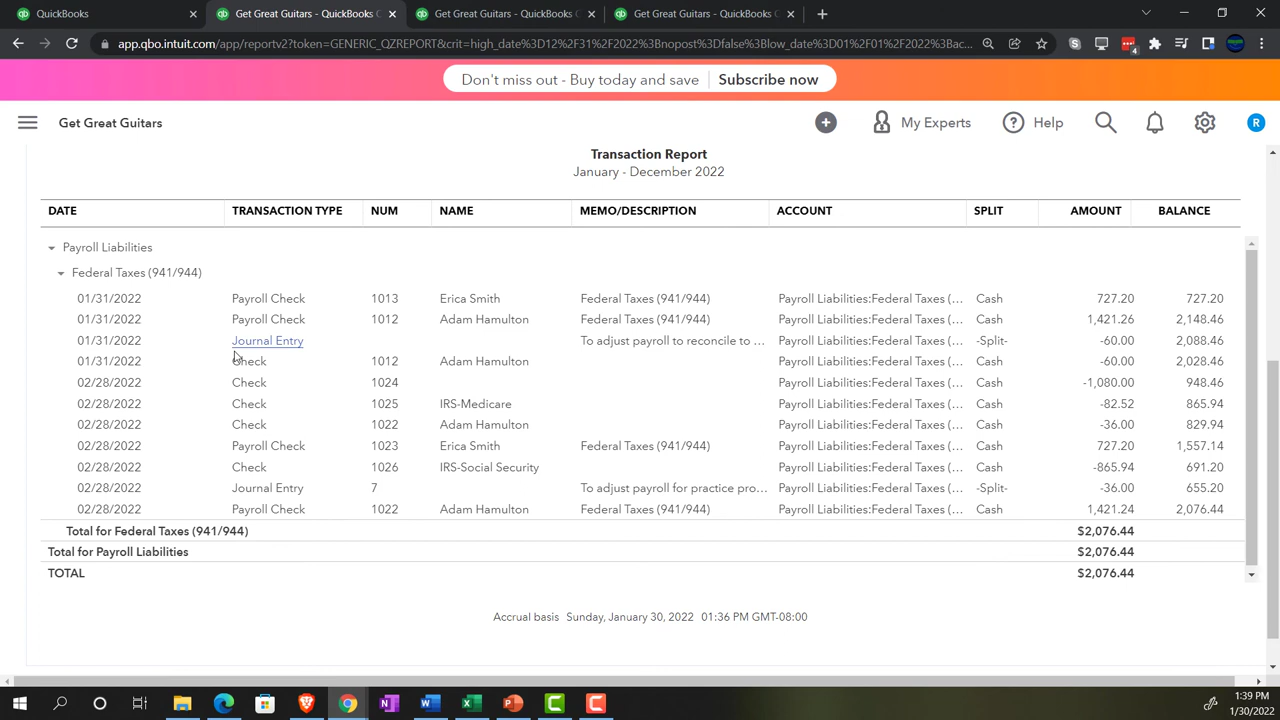 QuickBooks
Get Great Guitars - QuickBooks O
Get Great Guitars - QuickBooks C
Get Great Guitars - QuickBooks C
app.qbo.intuit.com/app/reportv2?token=GENERIC_QZREPORT&crit=high_date%3D12%2F31%2F2022%3Bnopost%3Dfalse%3Blow_date%3D01%2F01%2F2022%3Bac...
4
Don't miss out - Buy today and save Subscribe now
Get Great Guitars My Experts Help R
Transaction Report
January - December 2022
DATE TRANSACTION TYPE NUM NAME MEMO/DESCRIPTION ACCOUNT SPLIT AMOUNT BALANCE
Payroll Liabilities
Federal Taxes (941/944)
01/31/2022 Payroll Check 1013 Erica Smith Federal Taxes (941/944) Payroll Liabilities:Federal Taxes (... Cash 727.20 727.20
01/31/2022 Payroll Check 1012 Adam Hamulton Federal Taxes (941/944) Payroll Liabilities:Federal Taxes (... Cash 1,421.26 2,148.46
01/31/2022 Journal Entry To adjust payroll to reconcile to ... Payroll Liabilities:Federal Taxes (... -Split- -60.00 2,088.46
01/31/2022 Check 1012 Adam Hamulton Payroll Liabilities:Federal Taxes (... Cash -60.00 2,028.46
02/28/2022 Check 1024 Payroll Liabilities:Federal Taxes (... Cash -1,080.00 948.46
02/28/2022 Check 1025 IRS-Medicare Payroll Liabilities:Federal Taxes (... Cash -82.52 865.94
02/28/2022 Check 1022 Adam Hamulton Payroll Liabilities:Federal Taxes (... Cash -36.00 829.94
02/28/2022 Payroll Check 1023 Erica Smith Federal Taxes (941/944) Payroll Liabilities:Federal Taxes (... Cash 727.20 1,557.14
02/28/2022 Check 1026 IRS-Social Security Payroll Liabilities:Federal Taxes (... Cash -865.94 691.20
02/28/2022 Journal Entry 7 To adjust payroll for practice pro... Payroll Liabilities:Federal Taxes (... -Split- -36.00 655.20
02/28/2022 Payroll Check 1022 Adam Hamulton Federal Taxes (941/944) Payroll Liabilities:Federal Taxes (... Cash 1,421.24 2,076.44
Total for Federal Taxes (941/944) $2,076.44
Total for Payroll Liabilities $2,076.44
TOTAL $2,076.44
Accrual basis Sunday, January 30, 2022 01:36 PM GMT-08:00
1:39 PM
1/30/2022